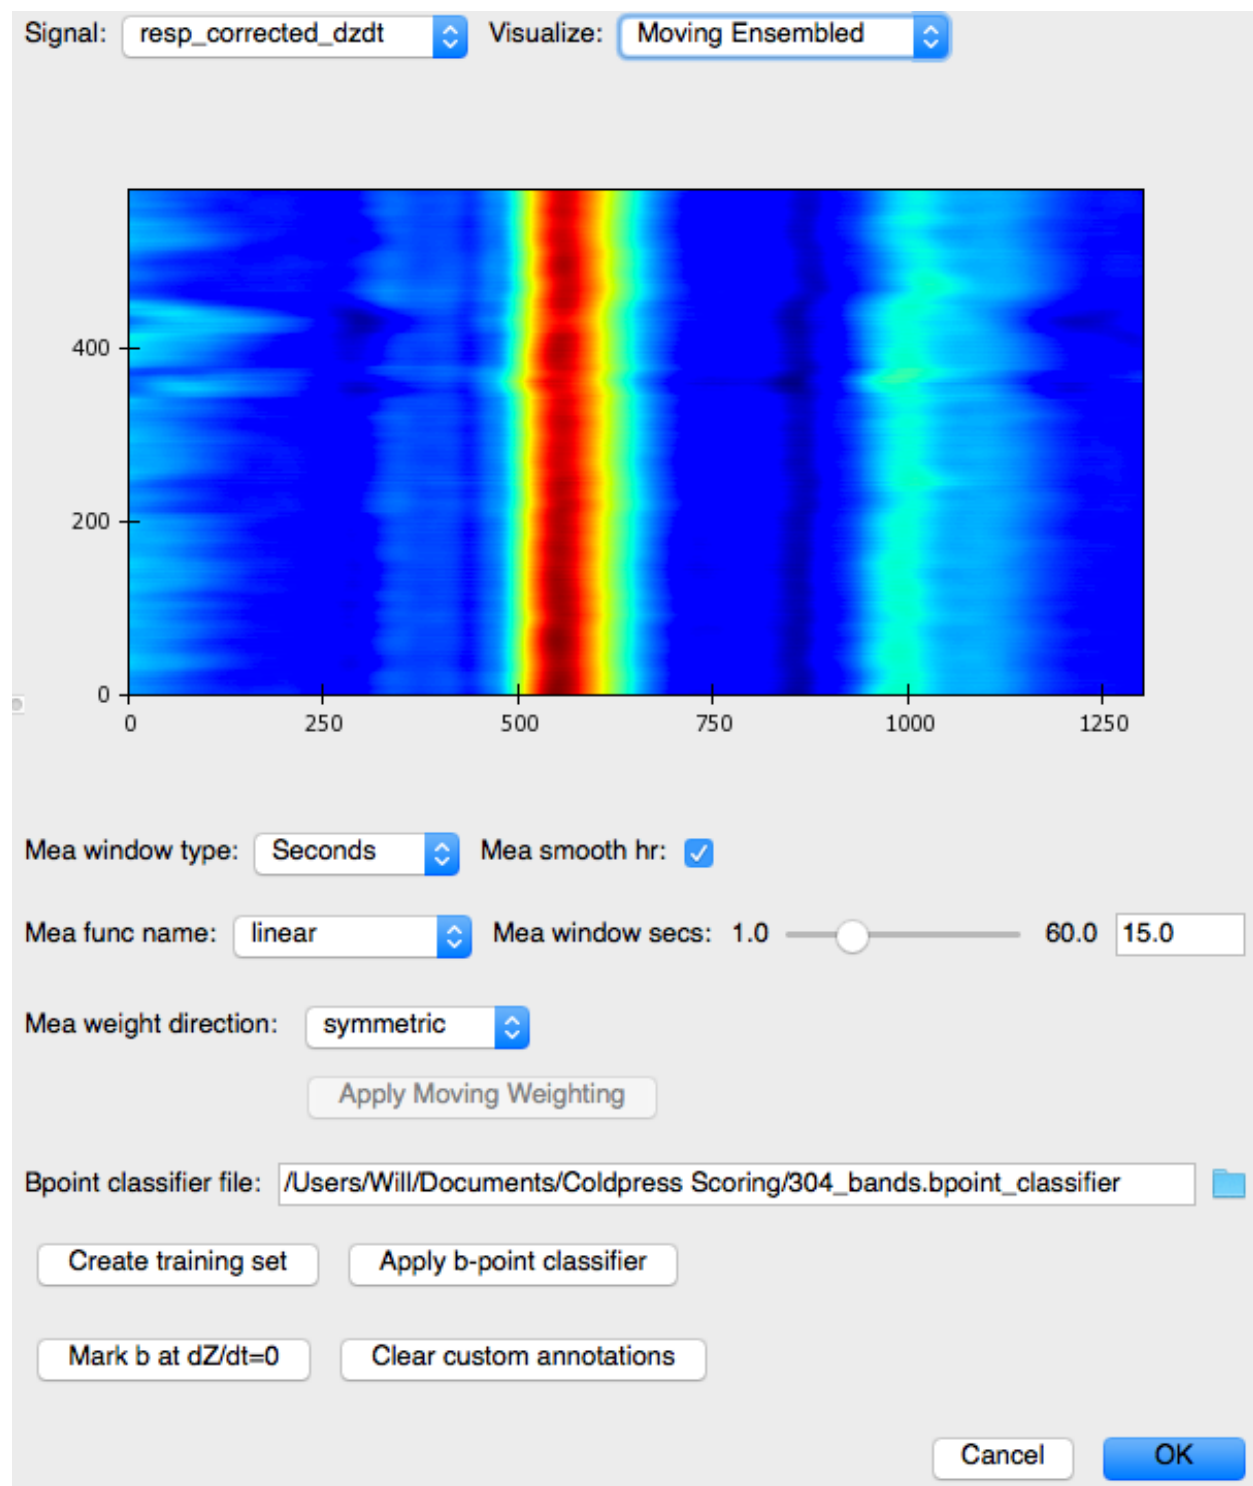 Signal: resp_corrected_dzdt Visualize: Moving Ensembled
400
200
0
0 250 500 750 1000 1250
Mea window type: Seconds Mea smooth hr:
Mea func name: linear Mea window secs: 1.0 60.0 15.0
Mea weight direction: symmetric
Apply Moving Weighting
Bpoint classifier file: /Users/Will/Documents/Coldpress Scoring/304_bands.bpoint_classifier
Create training set Apply b-point classifier
Mark b at dZ/dt=0 Clear custom annotations
Cancel OK